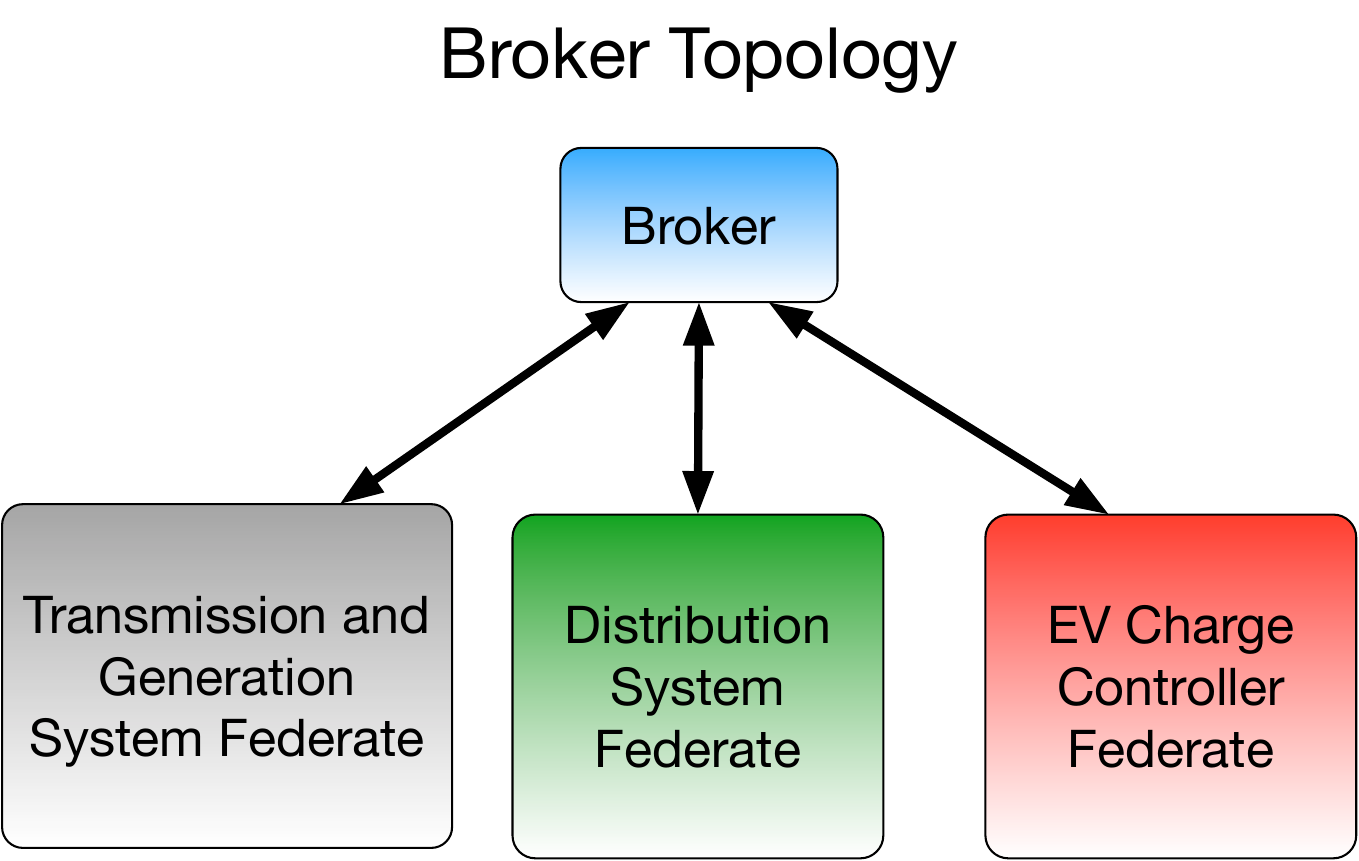 Broker Topology
Broker
Transmission and
Generation
System Federate
Distribution
System
Federate
EV Charge
Controller
Federate